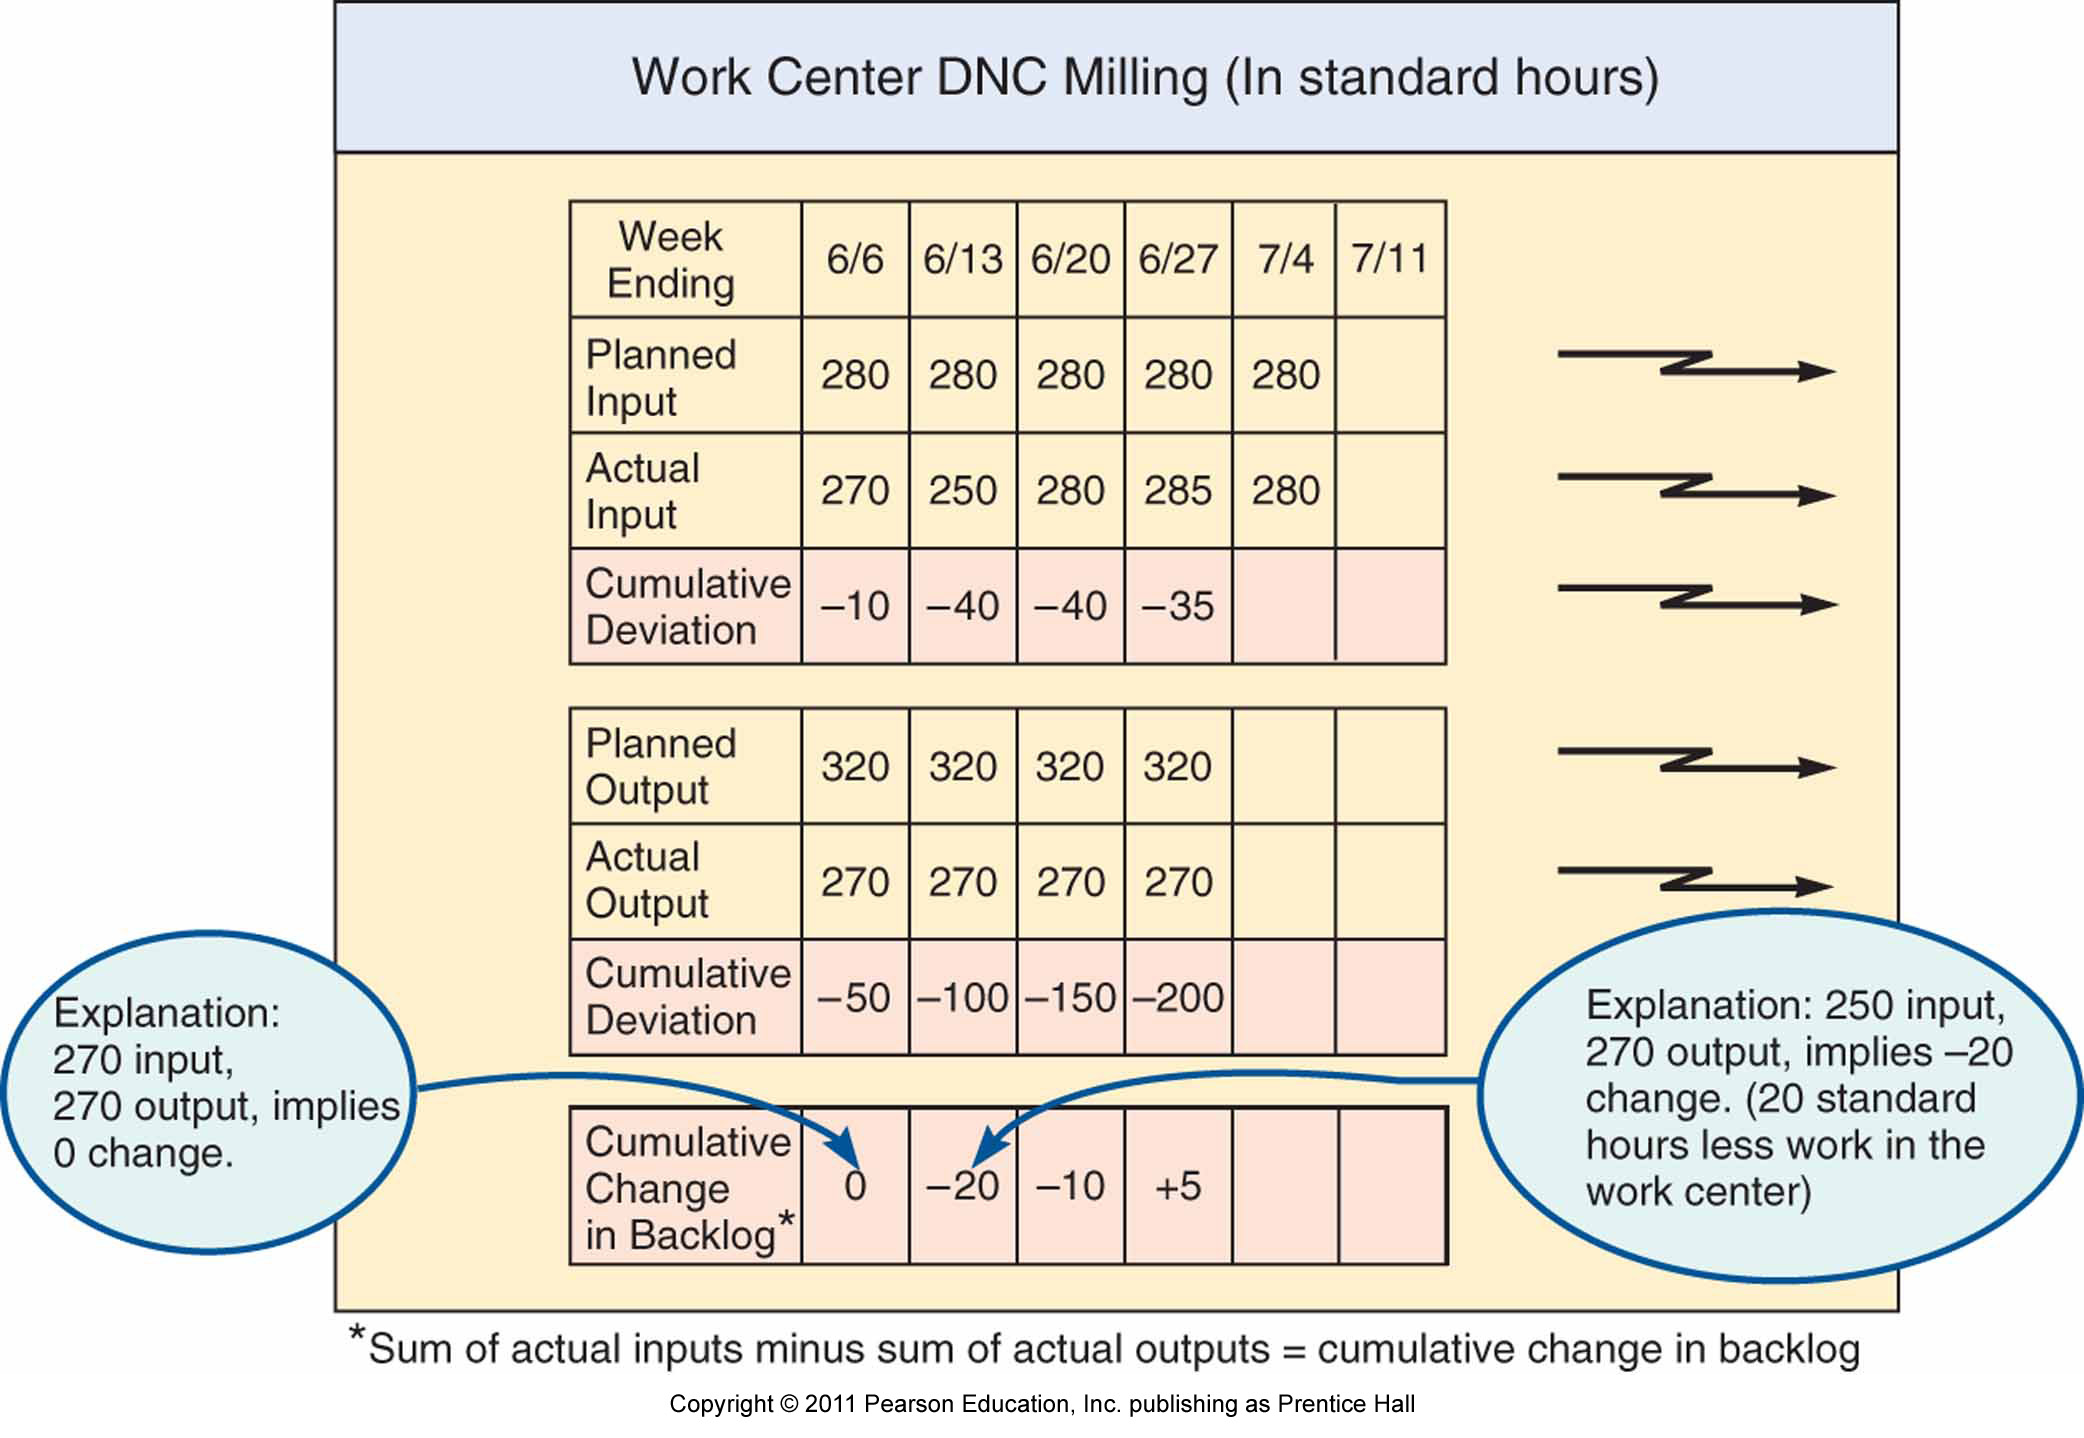 Work Center DNC Milling (In standard hours)
Week
Ending
6/6 6/13 6/20 6/27 7/4 7/11
Planned
Input
280 280 280 280 280
Actual
Input
270 250 280 285 280
Cumulative
Deviation
–10 –40 –40 –35
Planned
Output
320 320 320 320
Actual
Output
270 270 270 270
Cumulative
Deviation
–50 –100 –150 –200
Cumulative
Change
in Backlog*
0 –20 –10 +5
Explanation:
270 input,
270 output, implies
0 change.
Explanation: 250 input,
270 output, implies –20
change. (20 standard
hours less work in the
work center)
*Sum of actual inputs minus sum of actual outputs = cumulative change in backlog
Copyright © 2011 Pearson Education, Inc. publishing as Prentice Hall